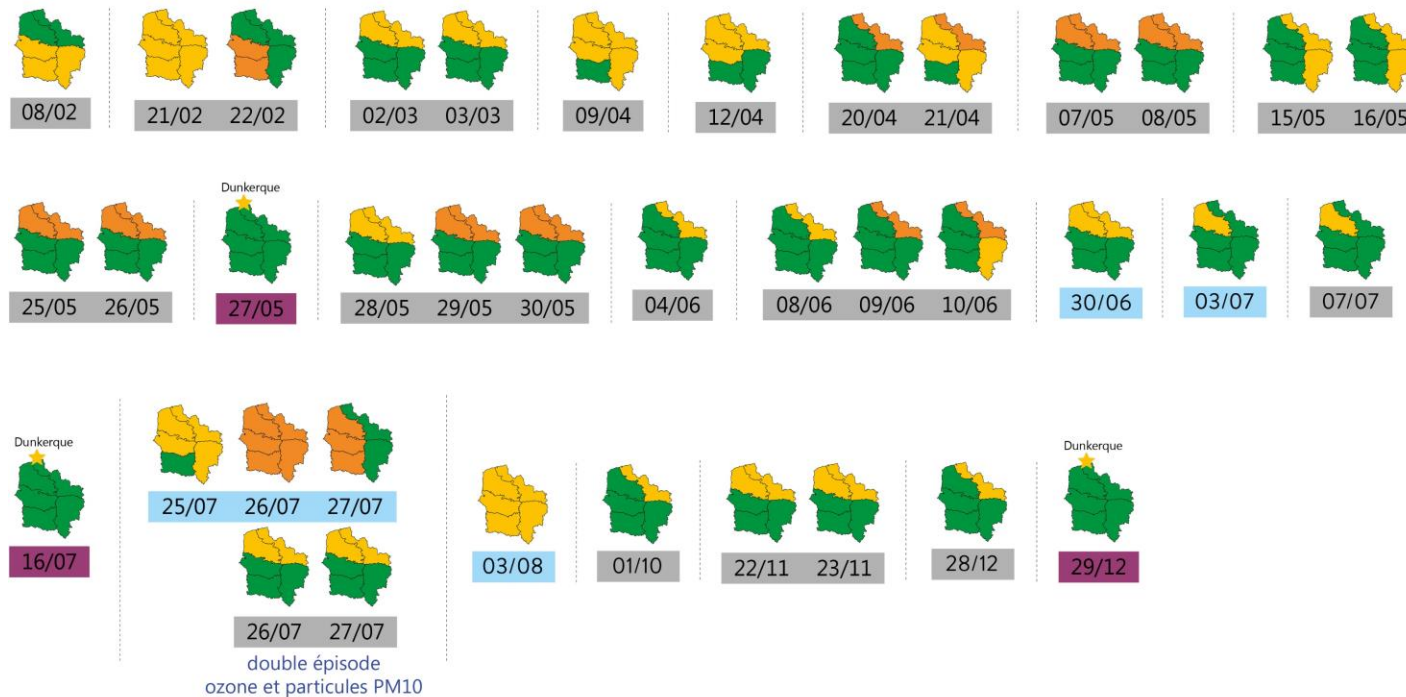 08/02 21/02 22/02 02/03 03/03 09/04 12/04 20/04 21/04 07/05 08/05 15/05 16/05
Dunkerque
25/05 26/05 27/05 28/05 29/05 30/05 04/06 08/06 09/06 10/06 30/06 03/07 07/07
Dunkerque
16/07
25/07 26/07 27/07
26/07 27/07
double épisode
ozone et particules PM10
03/08 01/10 22/11 23/11 28/12
Dunkerque
29/12